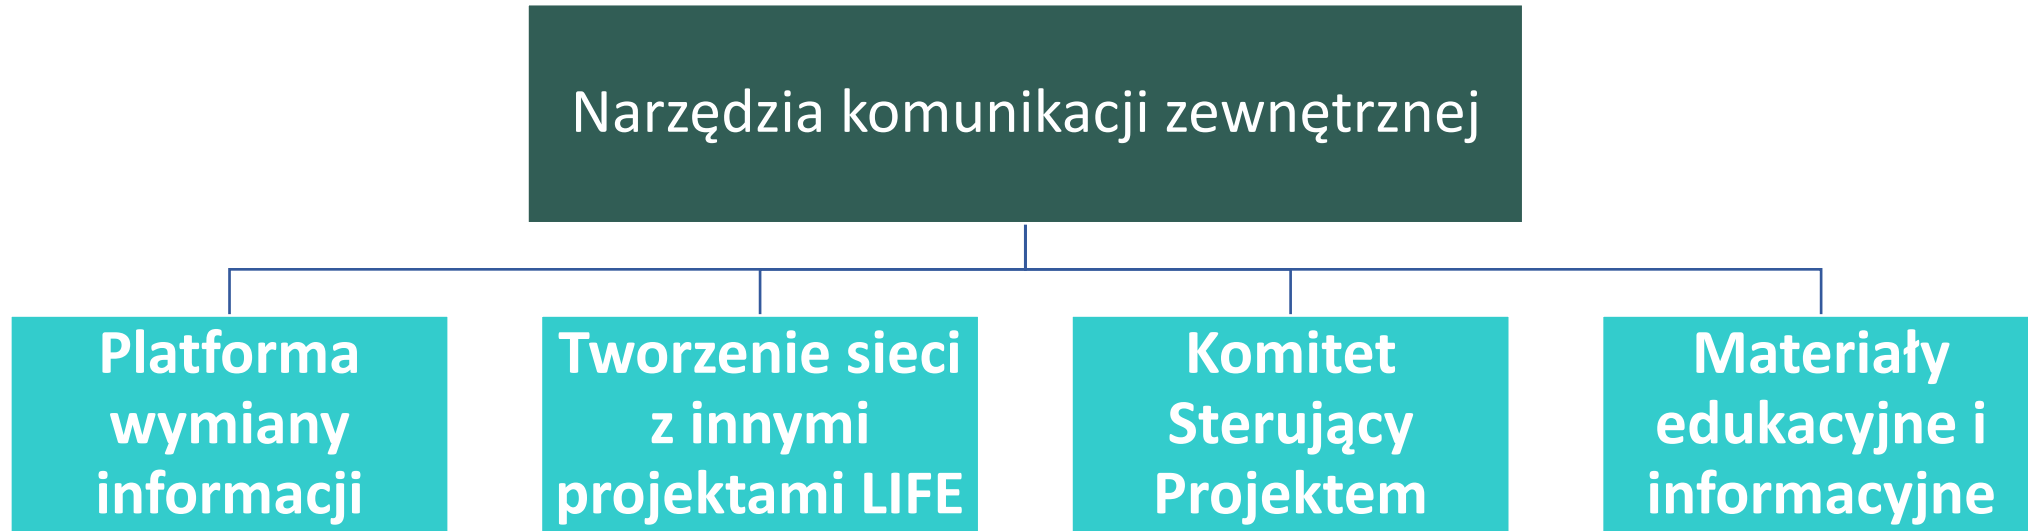 Narzędzia komunikacji zewnętrznej
Platforma
wymiany
informacji
Tworzenie sieci
z innymi
projektami LIFE
Komitet
Sterujący
Projektem
Materiały
edukacyjne i
informacyjne